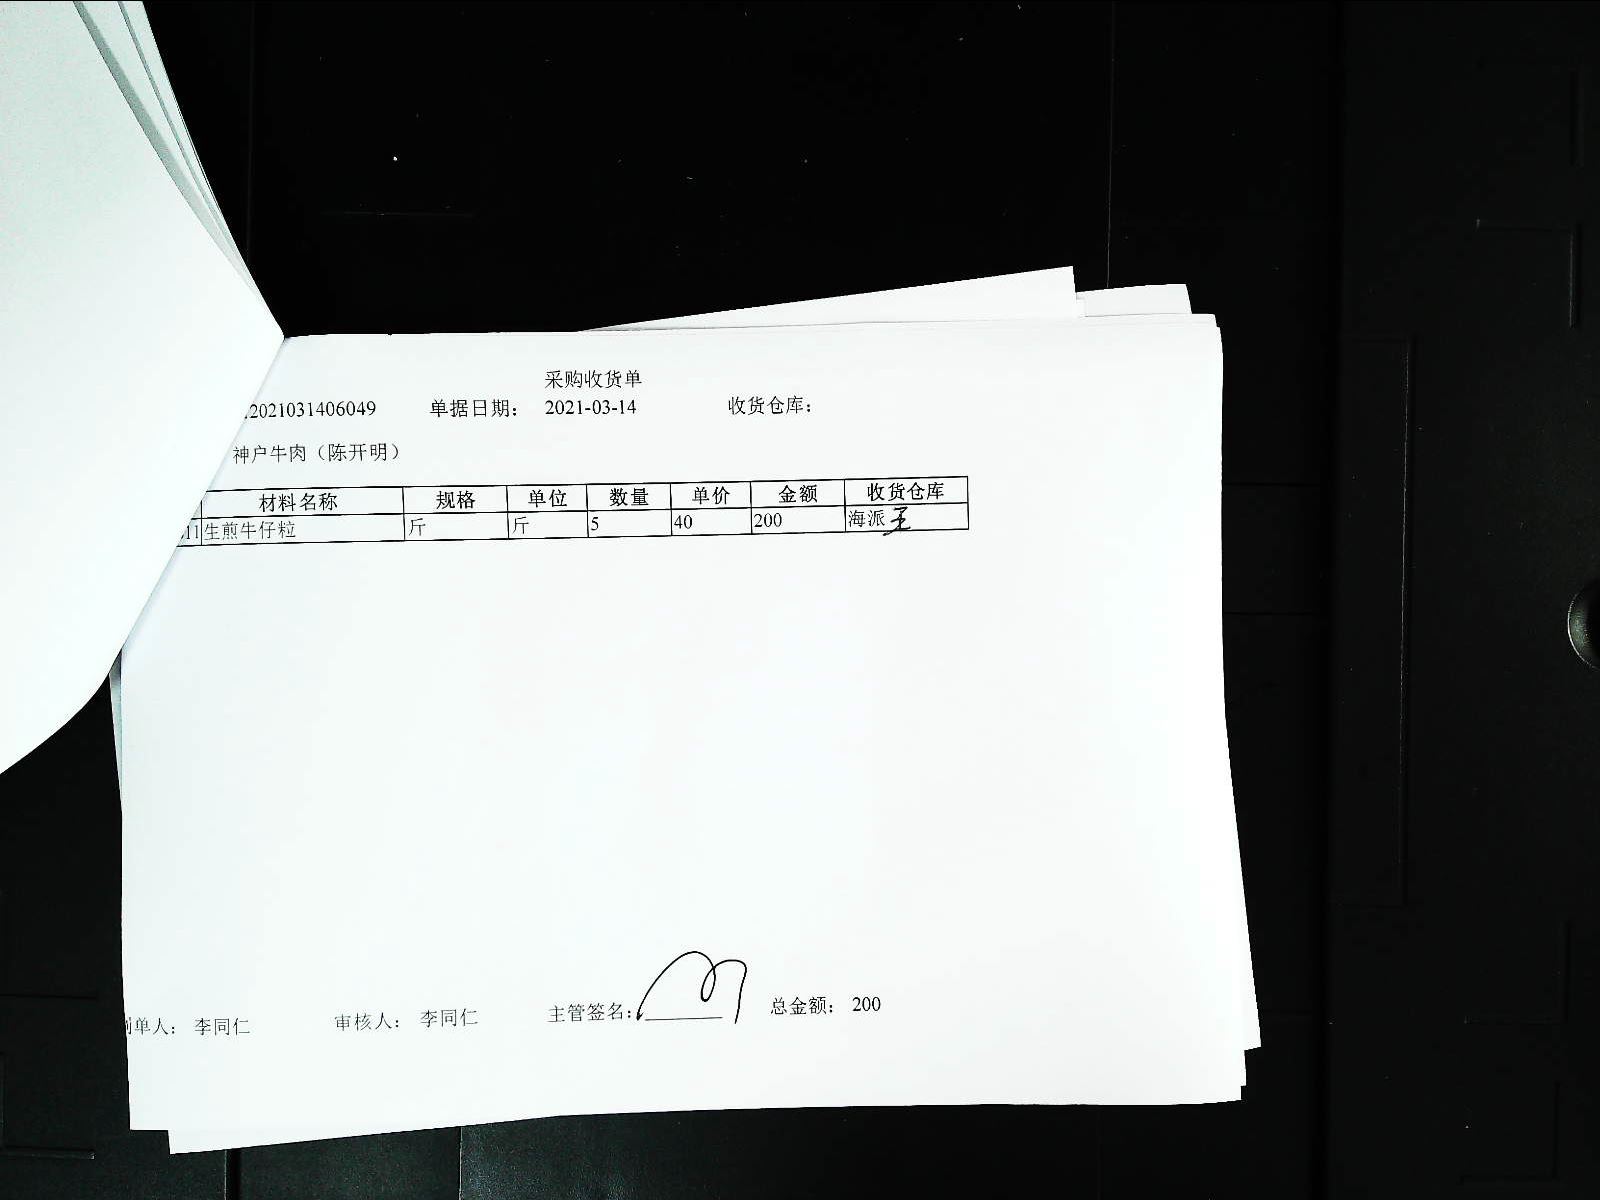 采购收货单
2021031406049 单据日期： 2021-03-14 收货仓库：
神户牛肉（陈开明）
材料名称 规格 单位 数量 单价 金额 收货仓库
11 生煎牛仔粒 斤 斤 5 40 200 海派
单人： 李同仁 审核人： 李同仁 主管签名： 总金额： 200